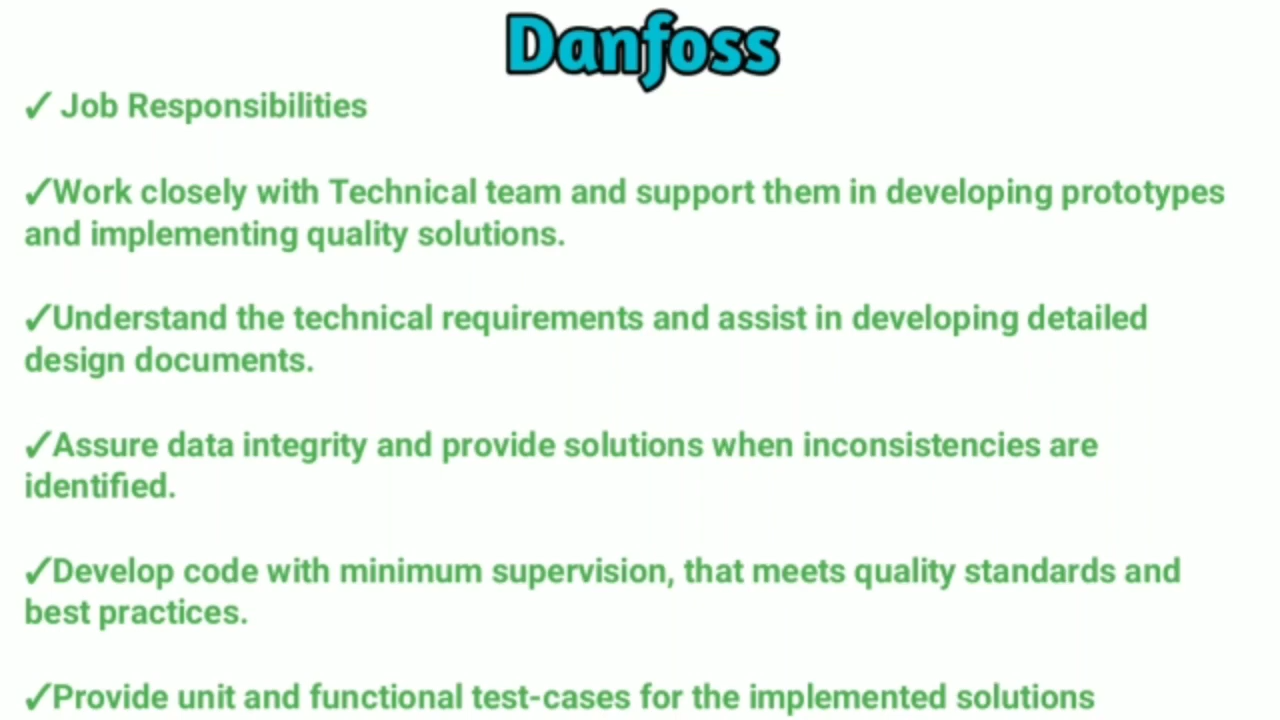 Danfoss
✓ Job Responsibilities
✓Work closely with Technical team and support them in developing prototypes
and implementing quality solutions.
✓Understand the technical requirements and assist in developing detailed
design documents.
✓Assure data integrity and provide solutions when inconsistencies are
identified.
✓Develop code with minimum supervision, that meets quality standards and
best practices.
✓Provide unit and functional test-cases for the implemented solutions